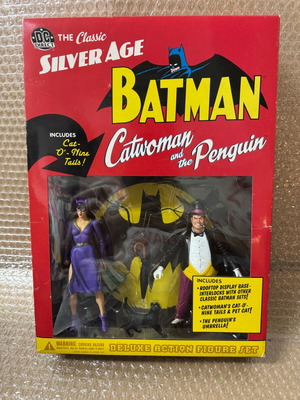 DC
DIRECT
THE Classic
SILVER AGE
BATMAN
Catwoman
and the Penguin
INCLUDES
Cat-
O'-Nine
Tails!
INCLUDES
• ROOFTOP DISPLAY BASE-
INTERLOCKS WITH OTHER
CLASSIC BATMAN SETS!
• CATWOMAN'S CAT-O'-
NINE TAILS & PET CAT!
• THE PENGUIN'S
UMBRELLA!
WARNING:
DELUXE ACTION FIGURE SET